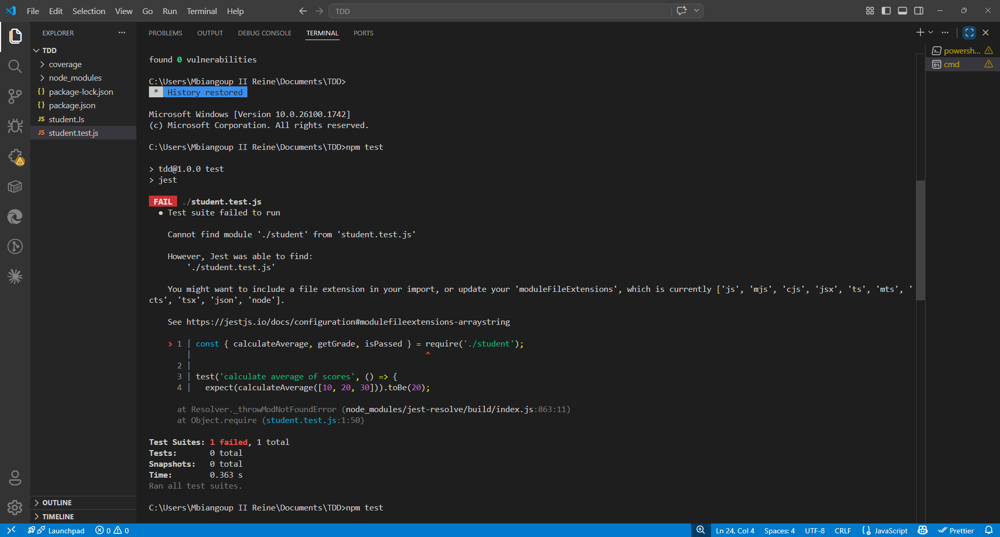 File Edit Selection View Go Run Terminal Help
TDD
EXPLORER
TDD
coverage
node_modules
{} package-lock.json
{} package.json
JS student.Js
JS student.test.js
OUTLINE
TIMELINE
PROBLEMS OUTPUT DEBUG CONSOLE TERMINAL PORTS
found 0 vulnerabilities
C:\Users\Mbiangoup II Reine\Documents\TDD>
* History restored
Microsoft Windows [Version 10.0.26100.1742]
(c) Microsoft Corporation. All rights reserved.
C:\Users\Mbiangoup II Reine\Documents\TDD>npm test
> tdd@1.0.0 test
> jest
FAIL ./student.test.js
● Test suite failed to run
Cannot find module './student' from 'student.test.js'
However, Jest was able to find:
'./student.test.js'
You might want to include a file extension in your import, or update your 'moduleFileExtensions', which is currently ['js', 'mjs', 'cjs', 'jsx', 'ts', 'mts', '
cts', 'tsx', 'json', 'node'].
See https://jestjs.io/docs/configuration#modulefileextensions-arraystring
> 1 | const { calculateAverage, getGrade, isPassed } = require('./student');
| ^
2 |
3 | test('calculate average of scores', () => {
4 | expect(calculateAverage([10, 20, 30])).toBe(20);
at Resolver._throwModNotFoundError (node_modules/jest-resolve/build/index.js:863:11)
at Object.require (student.test.js:1:50)
Test Suites: 1 failed, 1 total
Tests: 0 total
Snapshots: 0 total
Time: 0.363 s
Ran all test suites.
C:\Users\Mbiangoup II Reine\Documents\TDD>npm test
powersh...
cmd
Launchpad 0 0
Ln 24, Col 4 Spaces: 4 UTF-8 CRLF {} JavaScript Prettier